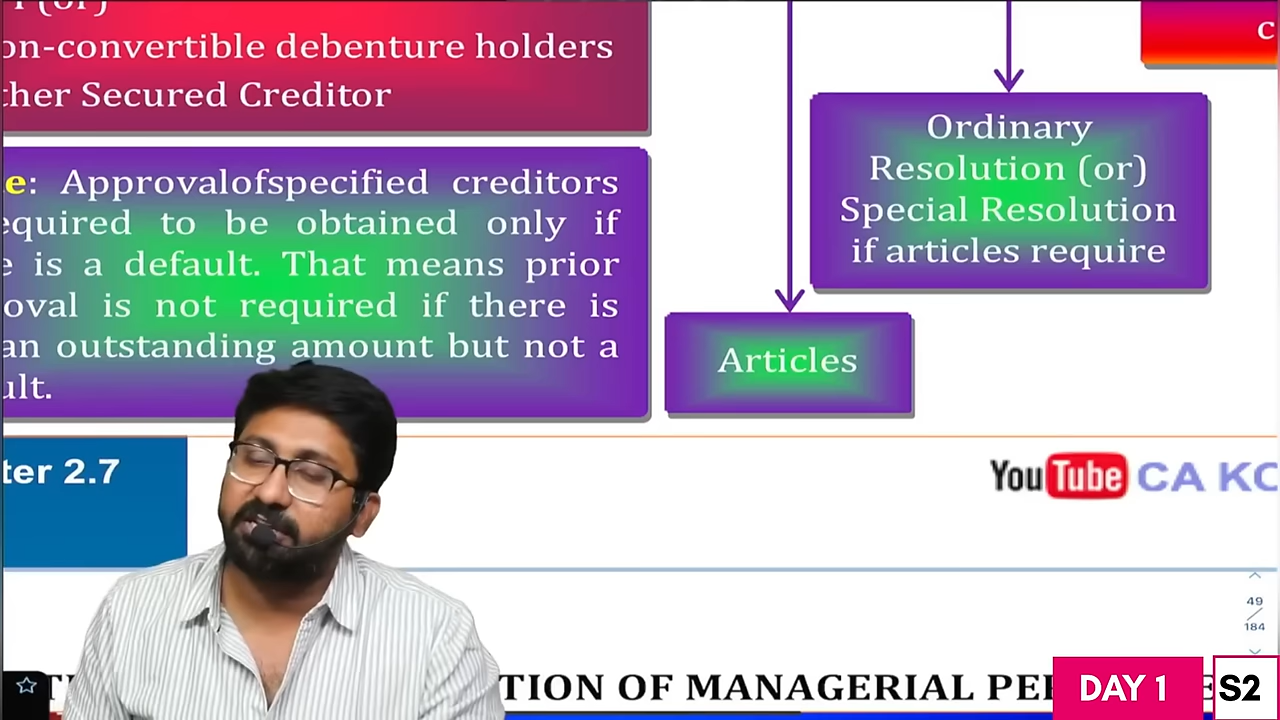 on-convertible debenture holders
ther Secured Creditor
e: Approvalofspecified creditors
equired to be obtained only if
e is a default. That means prior
oval is not required if there is
an outstanding amount but not a
ult.
Ordinary
Resolution (or)
Special Resolution
if articles require
Articles
ter 2.7
YouTube CA KO
49
184
TION OF MANAGERIAL PE
DAY 1 S2